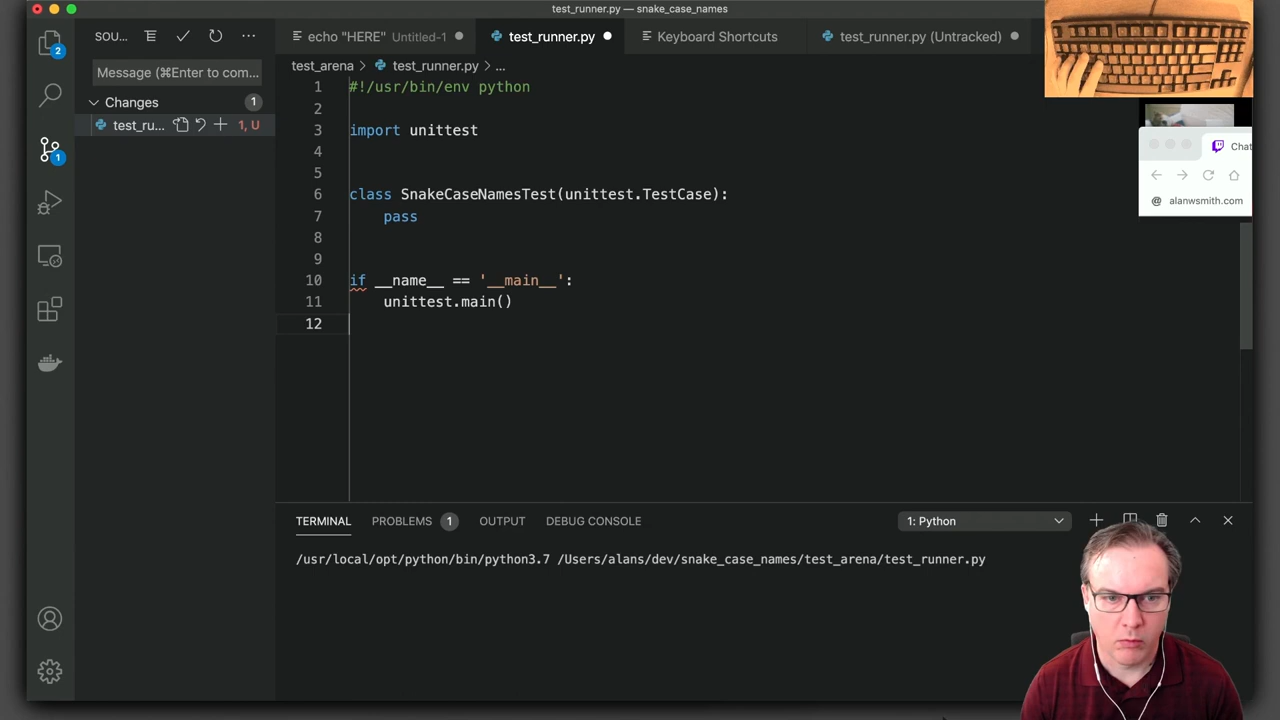 test_runner.py — snake_case_names
SOU...
echo "HERE" Untitled-1
test_runner.py
Keyboard Shortcuts
test_runner.py (Untracked)
2
Message (⌘Enter to com...
test_arena > test_runner.py > ...
Changes 1
test_ru... 1, U
1 #!/usr/bin/env python
2
3 import unittest
4
5
6 class SnakeCaseNamesTest(unittest.TestCase):
7     pass
8
9
10 if __name__ == '__main__':
11     unittest.main()
12
1
Chat
@ alanwsmith.com
TERMINAL PROBLEMS 1 OUTPUT DEBUG CONSOLE 1: Python
/usr/local/opt/python/bin/python3.7 /Users/alans/dev/snake_case_names/test_arena/test_runner.py